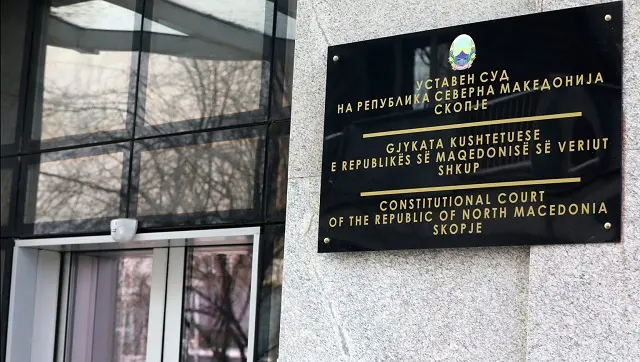 УСТАВЕН СУД
НА РЕПУБЛИКА СЕВЕРНА МАКЕДОНИЈА
СКОПЈЕ
GJYKATA KUSHTETUESE
E REPUBLIKËS SË MAQEDONISË SË VERIUT
SHKUP
CONSTITUTIONAL COURT
OF THE REPUBLIC OF NORTH MACEDONIA
SKOPJE